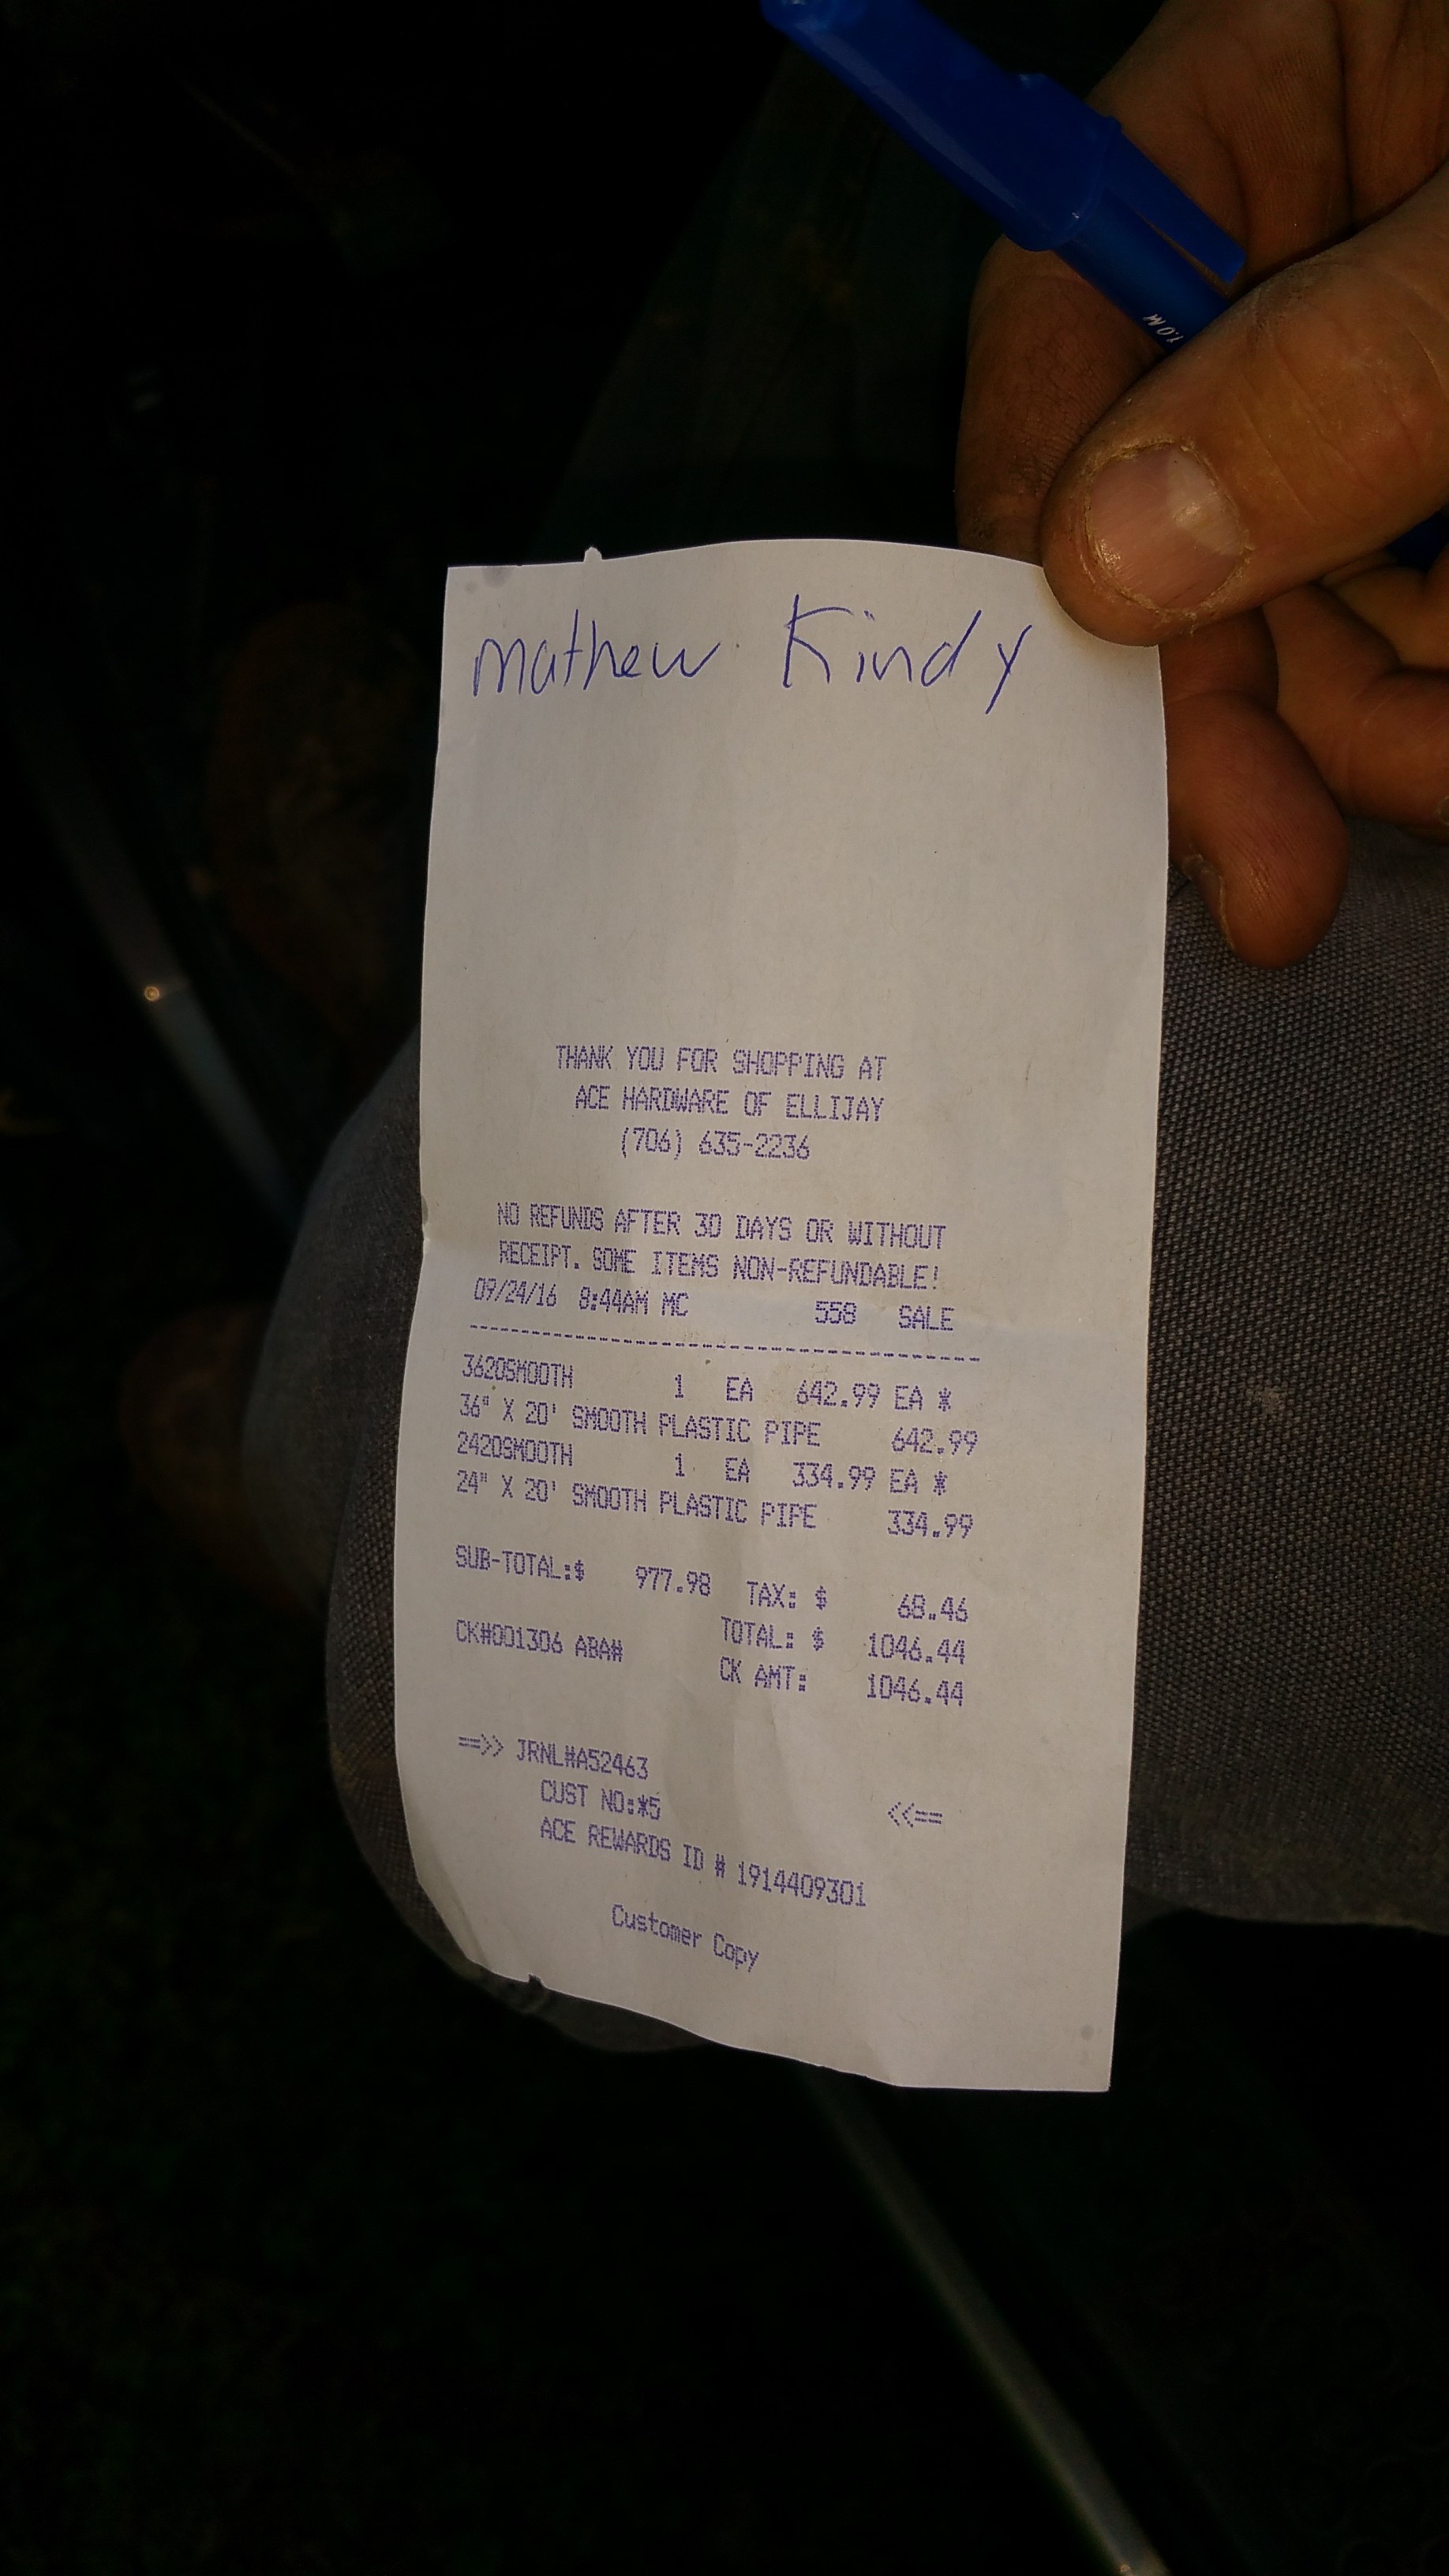 mathew Kindy
THANK YOU FOR SHOPPING AT
ACE HARDWARE OF ELLIJAY
(706) 635-2236
NO REFUNDS AFTER 30 DAYS OR WITHOUT
RECEIPT. SOME ITEMS NON-REFUNDABLE!
09/24/16 8:44AM MC 558 SALE
----------------------------------------
3620SMOOTH 1 EA 642.99 EA *
36" X 20' SMOOTH PLASTIC PIPE 642.99
2420SMOOTH 1 EA 334.99 EA *
24" X 20' SMOOTH PLASTIC PIPE 334.99
SUB-TOTAL:$ 977.98 TAX: $ 68.46
TOTAL: $ 1046.44
CK#001306 ABA# CK AMT: 1046.44
==>> JRNL#A52463 <<==
CUST NO:*5
ACE REWARDS ID # 1914409301
Customer Copy
1.0 M